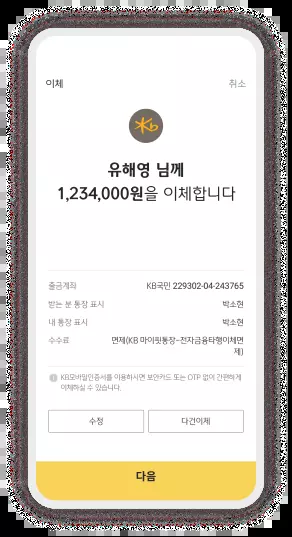 이체 취소
Kb
유해영 님께
1,234,000원을 이체합니다
출금계좌 KB국민 229302-04-243765
받는 분 통장 표시 박소현
내 통장 표시 박소현
수수료 면제(KB 마이핏통장-전자금융타행이체면
제)
KB모바일인증서를 이용하시면 보안카드 또는 OTP 없이 간편하게
이체하실 수 있습니다.
수정 다건이체
다음